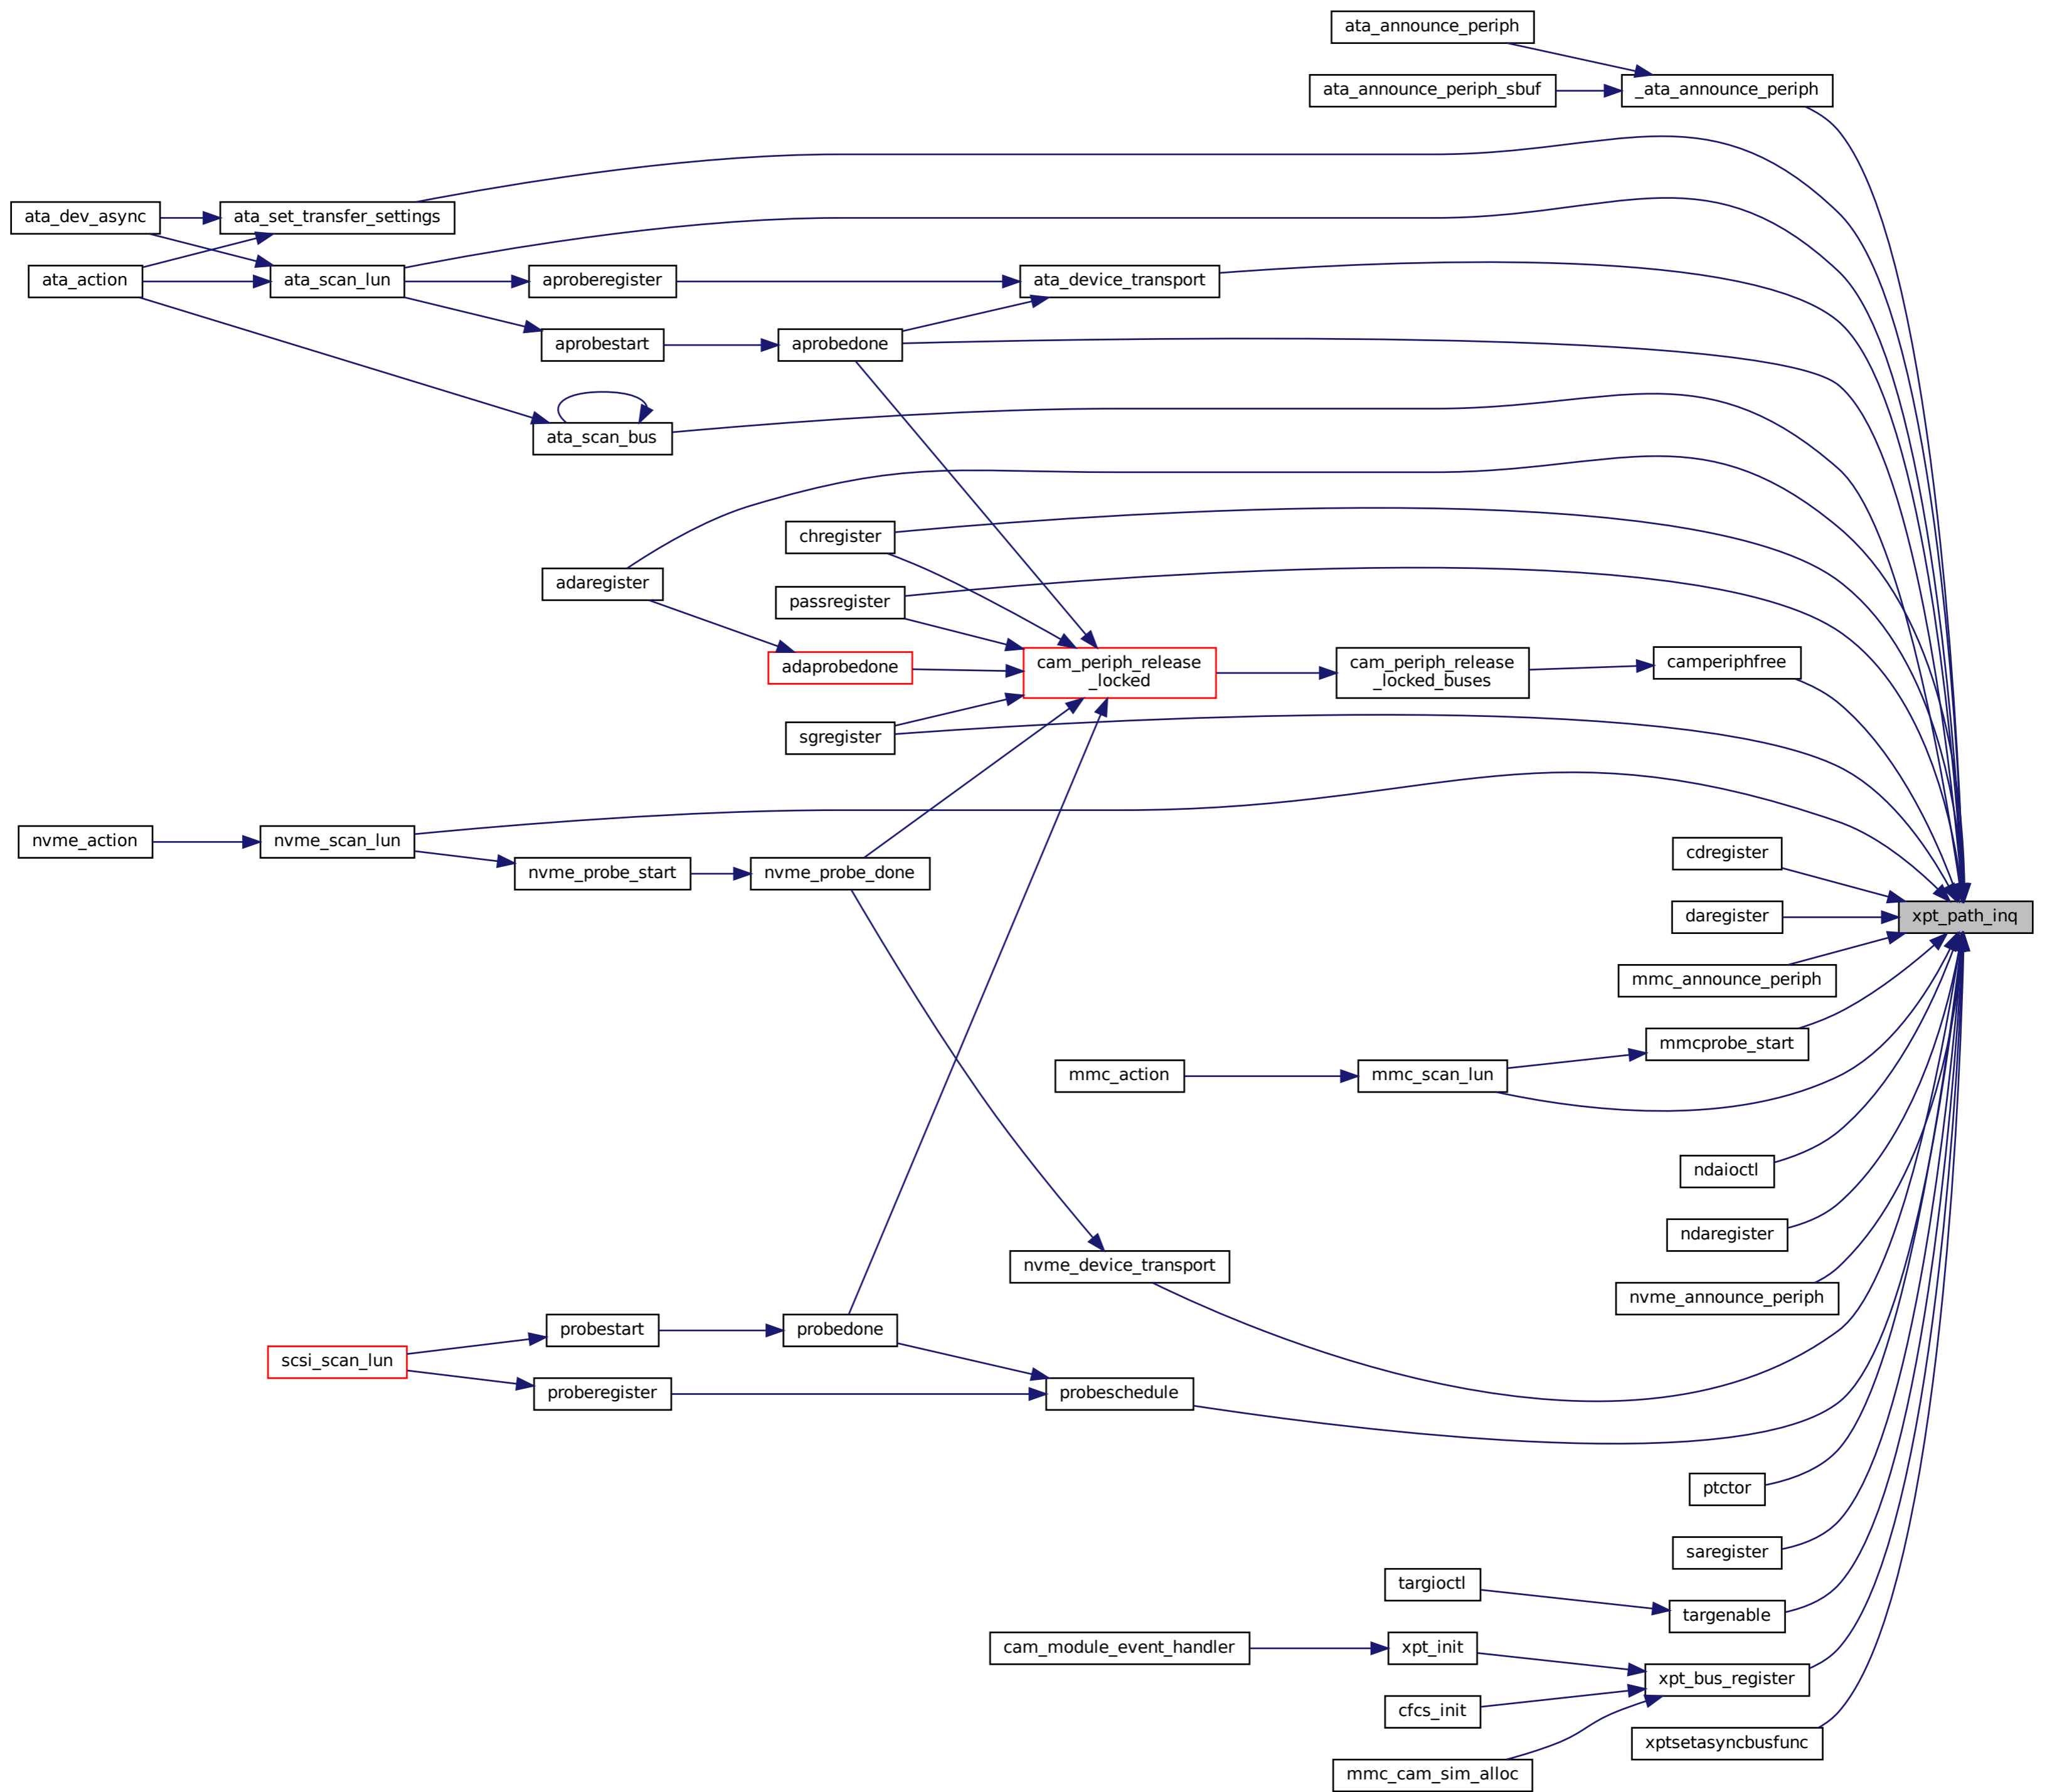 ata_announce_periph
ata_announce_periph_sbuf
_ata_announce_periph
ata_dev_async
ata_set_transfer_settings
ata_action
ata_scan_lun
aproberegister
ata_device_transport
aprobestart
aprobedone
ata_scan_bus
chregister
adaregister
passregister
adaprobedone
cam_periph_release
_locked
cam_periph_release
_locked_buses
camperiphfree
sgregister
nvme_action
nvme_scan_lun
nvme_probe_start
nvme_probe_done
cdregister
daregister
xpt_path_inq
mmc_announce_periph
mmcprobe_start
mmc_action
mmc_scan_lun
ndaioctl
ndaregister
nvme_device_transport
nvme_announce_periph
probestart
probedone
scsi_scan_lun
proberegister
probeschedule
ptctor
saregister
targioctl
targenable
cam_module_event_handler
xpt_init
xpt_bus_register
cfcs_init
xptsetasyncbusfunc
mmc_cam_sim_alloc